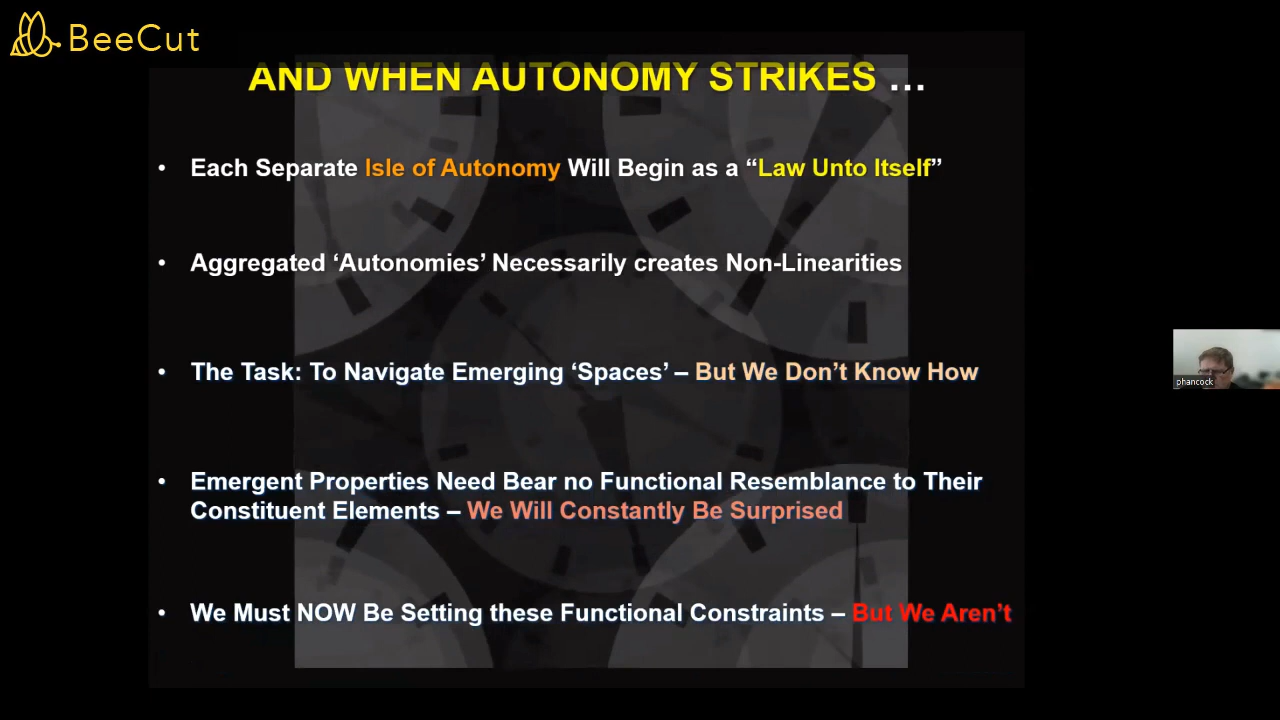 BeeCut
AND WHEN AUTONOMY STRIKES …
• Each Separate Isle of Autonomy Will Begin as a “Law Unto Itself”
• Aggregated ‘Autonomies’ Necessarily creates Non-Linearities
• The Task: To Navigate Emerging ‘Spaces’ – But We Don’t Know How
• Emergent Properties Need Bear no Functional Resemblance to Their
Constituent Elements – We Will Constantly Be Surprised
• We Must NOW Be Setting these Functional Constraints – But We Aren’t
phancock